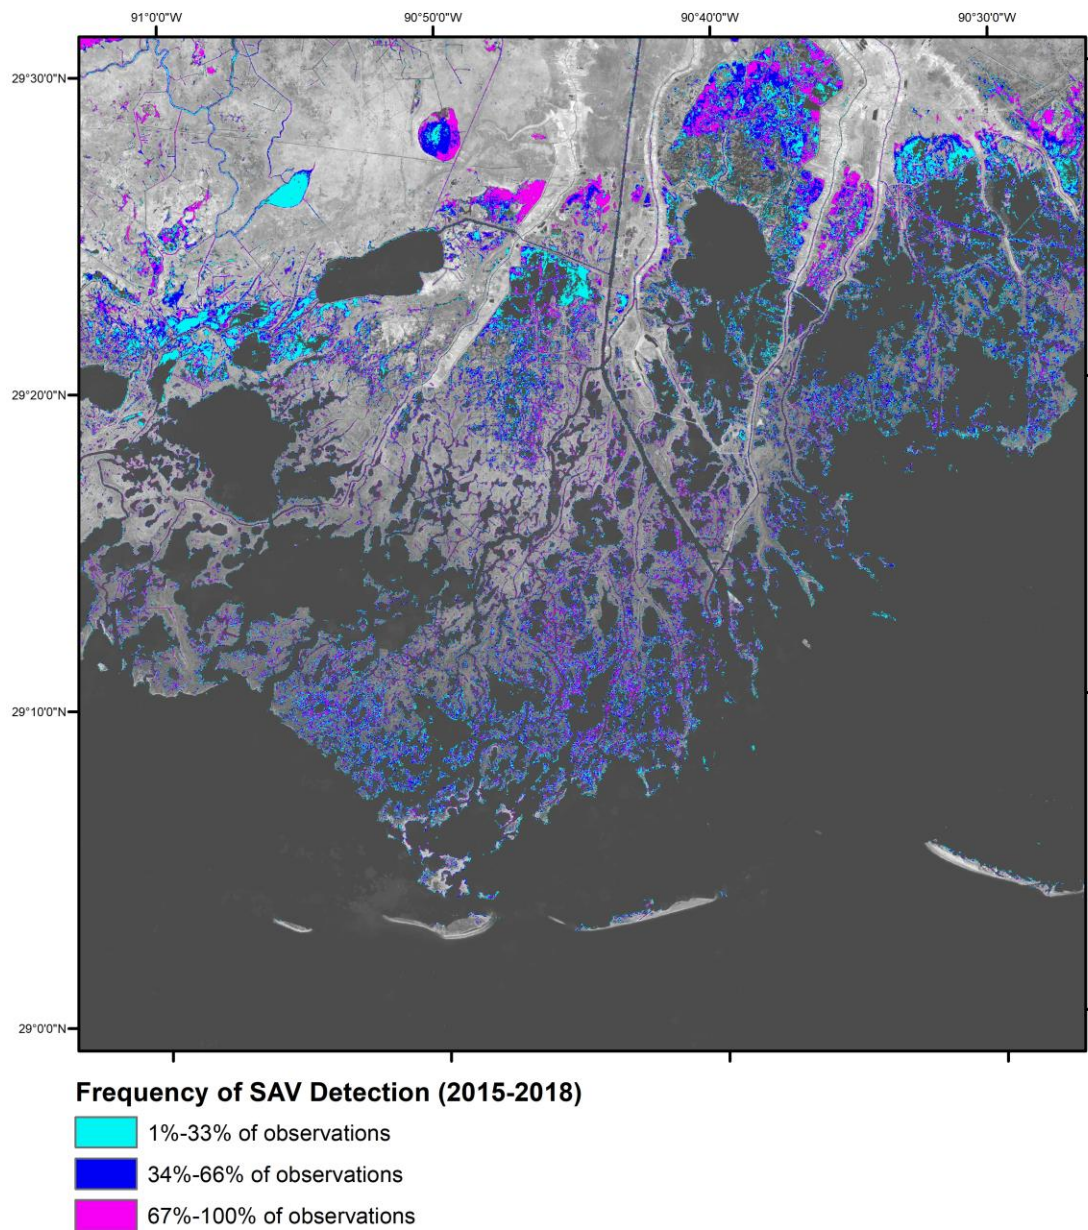 91°0'0"W 90°50'0"W 90°40'0"W 90°30'0"W
29°30'0"N
29°20'0"N
29°10'0"N
29°0'0"N
Frequency of SAV Detection (2015-2018)
1%-33% of observations
34%-66% of observations
67%-100% of observations